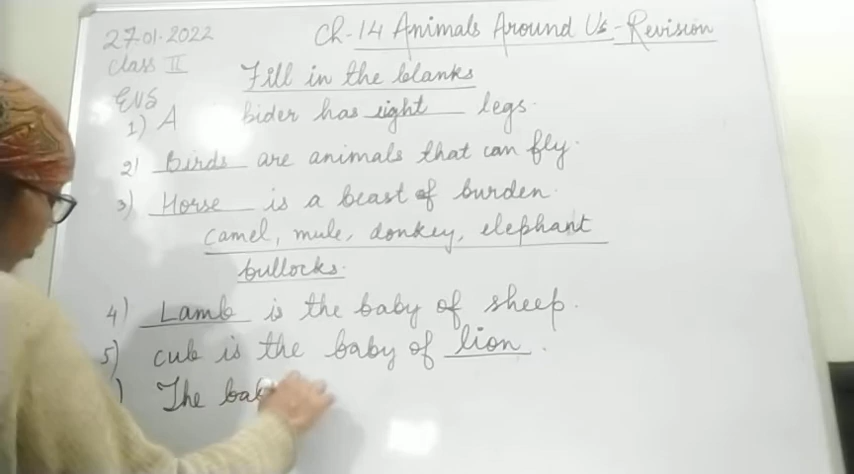 27-01-2022 Ch-14 Animals Around Us - Revision
Class II Fill in the blanks
EVS
1) A bider has eight legs.
2) Birds are animals that can fly.
3) Horse is a beast of burden.
camel, mule, donkey, elephant
bullocks.
4) Lamb is the baby of sheep.
5) cub is the baby of lion.
) The bab